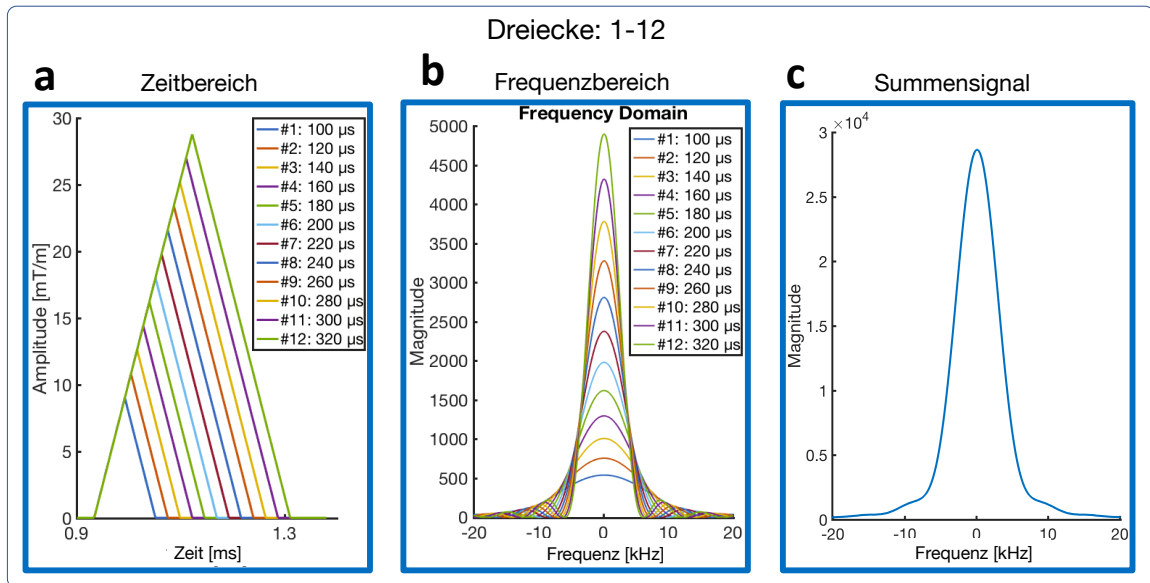 Dreiecke: 1-12
a
Zeitbereich
Amplitude [mT/m]
30
25
20
15
10
5
0
0.9
1.3
Zeit [ms]
#1: 100 µs
#2: 120 µs
#3: 140 µs
#4: 160 µs
#5: 180 µs
#6: 200 µs
#7: 220 µs
#8: 240 µs
#9: 260 µs
#10: 280 µs
#11: 300 µs
#12: 320 µs
b
Frequenzbereich
Frequency Domain
Magnitude
5000
4500
4000
3500
3000
2500
2000
1500
1000
500
0
-20
-10
0
10
20
Frequenz [kHz]
#1: 100 µs
#2: 120 µs
#3: 140 µs
#4: 160 µs
#5: 180 µs
#6: 200 µs
#7: 220 µs
#8: 240 µs
#9: 260 µs
#10: 280 µs
#11: 300 µs
#12: 320 µs
c
Summensignal
×10⁴
Magnitude
3
2.5
2
1.5
1
0.5
0
-20
-10
0
10
20
Frequenz [kHz]